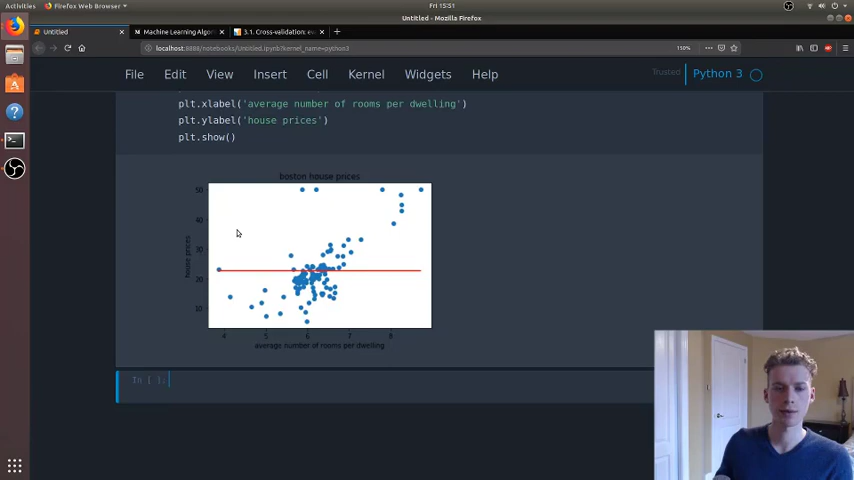 Activities Firefox Web Browser Fri 15:51
Untitled - Mozilla Firefox
Untitled Machine Learning Algor 3.1. Cross-validation: ev
localhost:8888/notebooks/Untitled.ipynb?kernel_name=python3 150%
File Edit View Insert Cell Kernel Widgets Help Trusted Python 3
plt.xlabel('average number of rooms per dwelling')
plt.ylabel('house prices')
plt.show()
boston house prices
50
40
30
20
10
house prices
4 5 6 7 8
average number of rooms per dwelling
In [ ]: